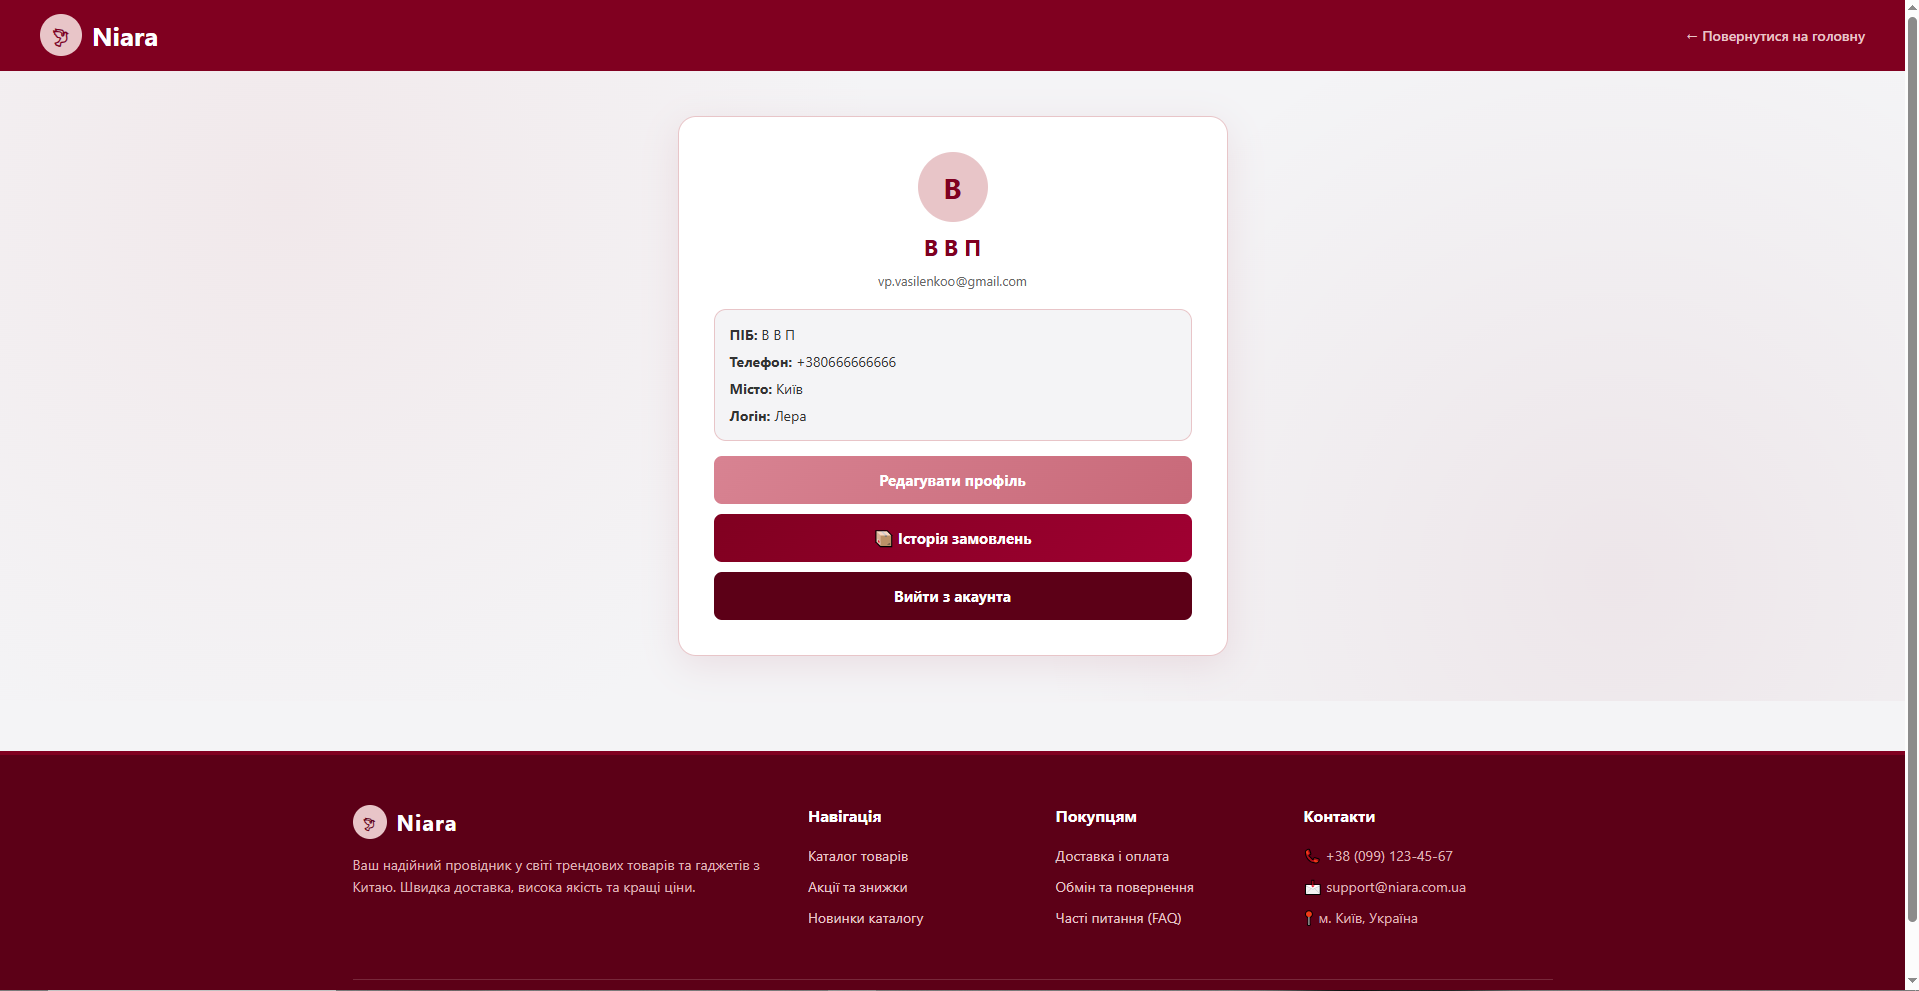 Niara
← Повернутися на головну
В
В В П
vp.vasilenkoo@gmail.com
ПІБ: В В П
Телефон: +380666666666
Місто: Київ
Логін: Лера
Редагувати профіль
Історія замовлень
Вийти з акаунта
Niara
Ваш надійний провідник у світі трендових товарів та гаджетів з
Китаю. Швидка доставка, висока якість та кращі ціни.
Навігація
Каталог товарів
Акції та знижки
Новинки каталогу
Покупцям
Доставка і оплата
Обмін та повернення
Часті питання (FAQ)
Контакти
+38 (099) 123-45-67
support@niara.com.ua
м. Київ, Україна